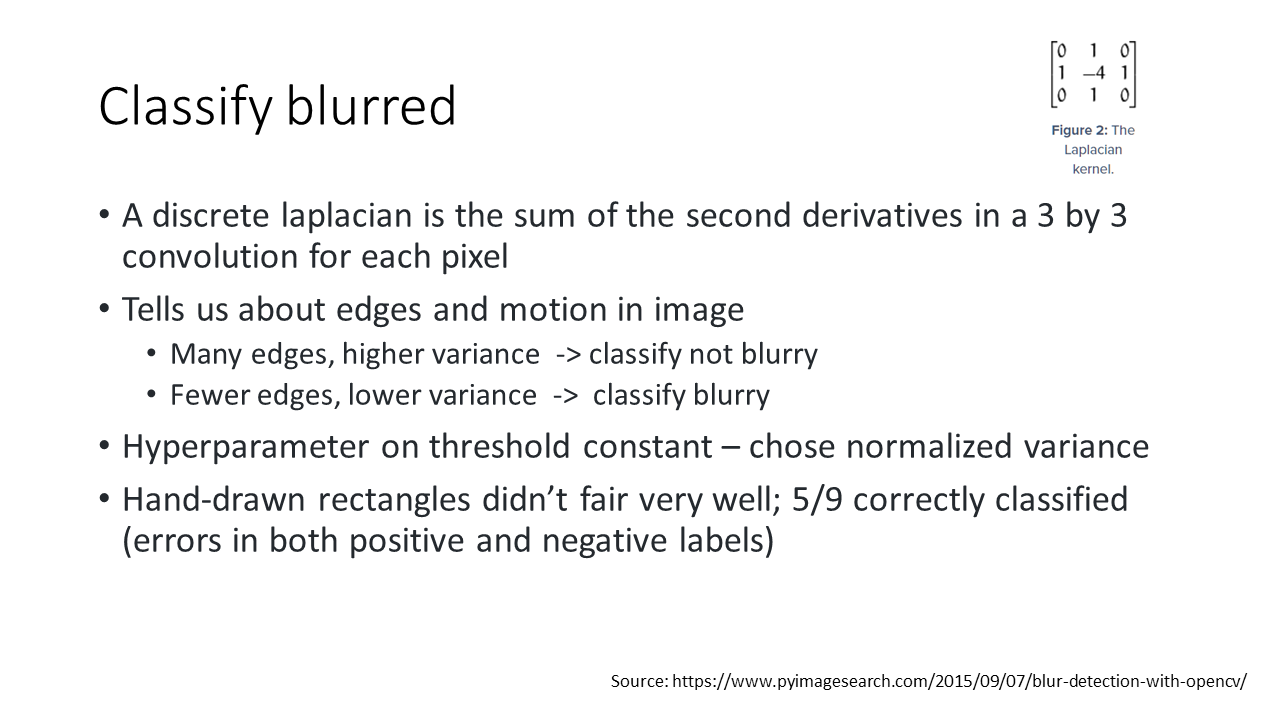 Classify blurred
0 1 0
1 –4 1
0 1 0
Figure 2: The
Laplacian
kernel.
• A discrete laplacian is the sum of the second derivatives in a 3 by 3
convolution for each pixel
• Tells us about edges and motion in image
• Many edges, higher variance -> classify not blurry
• Fewer edges, lower variance -> classify blurry
• Hyperparameter on threshold constant – chose normalized variance
• Hand-drawn rectangles didn’t fair very well; 5/9 correctly classified
(errors in both positive and negative labels)
Source: https://www.pyimagesearch.com/2015/09/07/blur-detection-with-opencv/